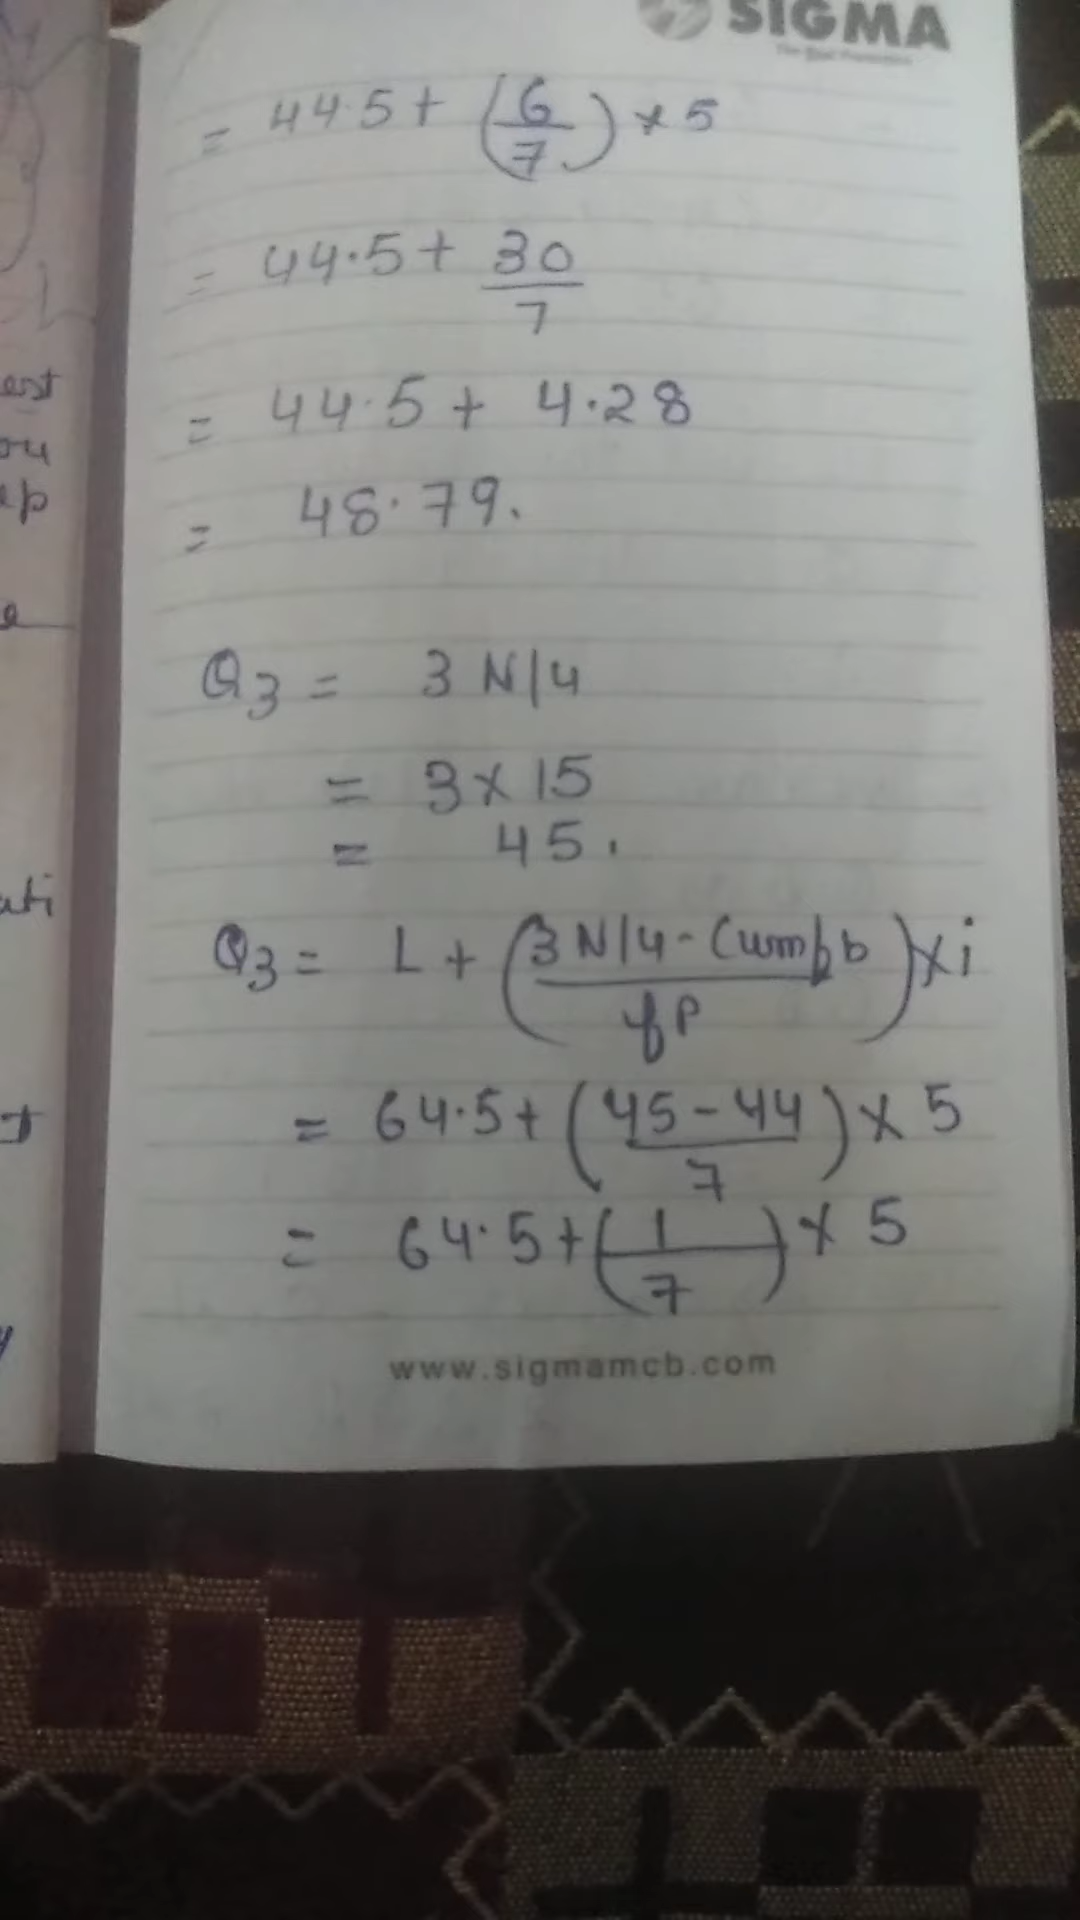 SIGMA
= 44.5 + (6/7) × 5
= 44.5 + 30/7
= 44.5 + 4.28
= 48.79.
Q3 = 3N/4
= 3 × 15
= 45.
Q3 = L + (3N/4 - Cumfb / fp) × i
= 64.5 + (45 - 44 / 7) × 5
= 64.5 + (1/7) × 5
www.sigmamcb.com